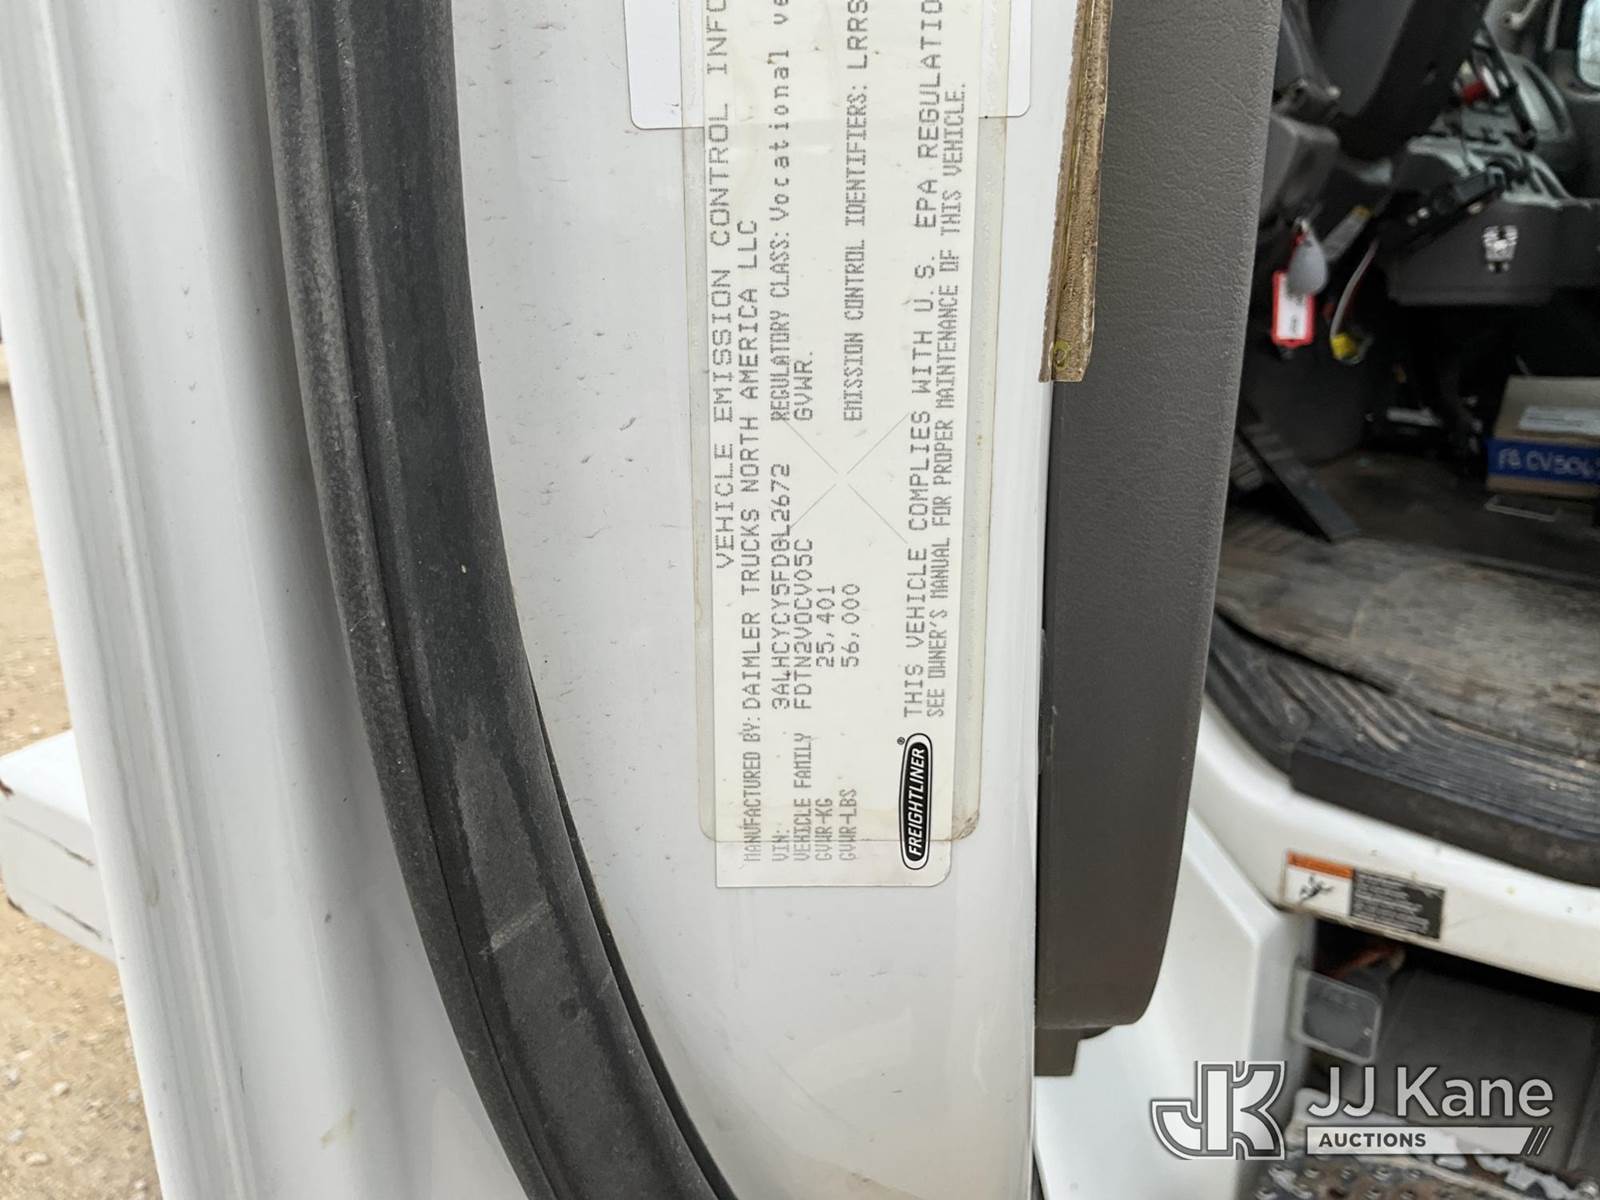 VEHICLE EMISSION CONTROL INFO
MANUFACTURED BY: DAIMLER TRUCKS NORTH AMERICA LLC
VIN: 3ALHCYCY5FDGL2672
REGULATORY CLASS: Vocational ve
VEHICLE FAMILY FDTN2VOCV05C
GVWR.
GVWR-KG 25,401
GVWR-LBS 56,000
EMISSION CONTROL IDENTIFIERS: LRRS
THIS VEHICLE COMPLIES WITH U.S. EPA REGULATIO
SEE OWNER'S MANUAL FOR PROPER MAINTENANCE OF THIS VEHICLE.
FREIGHTLINER®
JJ Kane
AUCTIONS